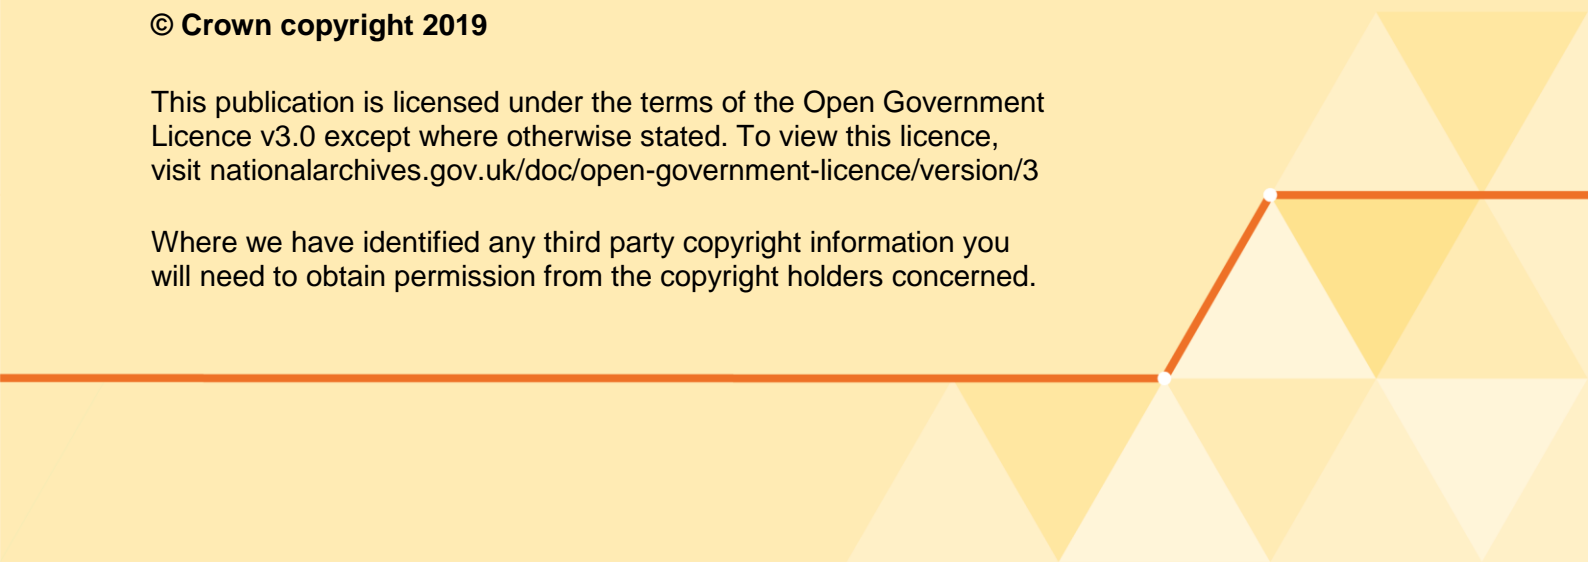 © Crown copyright 2019
This publication is licensed under the terms of the Open Government
Licence v3.0 except where otherwise stated. To view this licence,
visit nationalarchives.gov.uk/doc/open-government-licence/version/3
Where we have identified any third party copyright information you
will need to obtain permission from the copyright holders concerned.